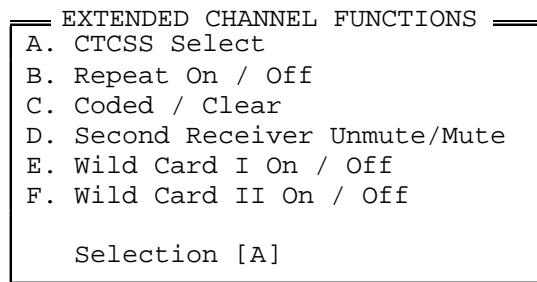 EXTENDED CHANNEL FUNCTIONS
A. CTCSS Select
B. Repeat On / Off
C. Coded / Clear
D. Second Receiver Unmute/Mute
E. Wild Card I On / Off
F. Wild Card II On / Off
Selection [A]